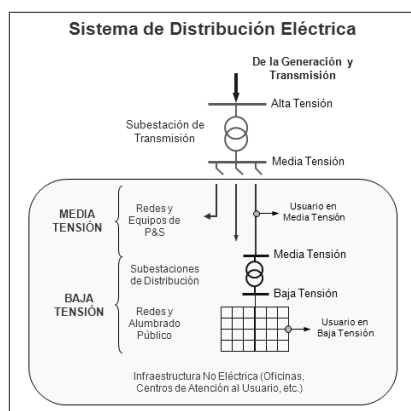 Sistema de Distribución Eléctrica
De la Generación y
Transmisión
Alta Tensión
Subestación de
Transmisión
Media Tensión
MEDIA
TENSIÓN
Redes y
Equipos de
P&S
Usuario en
Media Tensión
Media Tensión
Subestaciones
de Distribución
BAJA
TENSIÓN
Baja Tensión
Redes y
Alumbrado
Público
Usuario en
Baja Tensión
Infraestructura No Eléctrica (Oficinas,
Centros de Atención al Usuario, etc.)